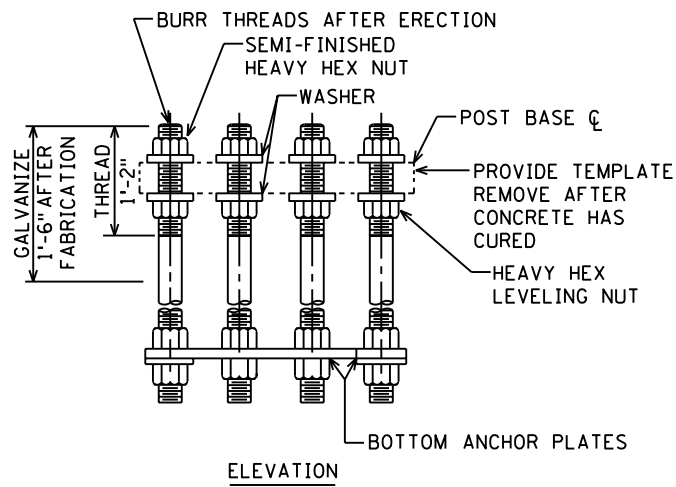 BURR THREADS AFTER ERECTION
SEMI-FINISHED
HEAVY HEX NUT
WASHER
POST BASE ℄
PROVIDE TEMPLATE
REMOVE AFTER
CONCRETE HAS
CURED
HEAVY HEX
LEVELING NUT
GALVANIZE
1'-6" AFTER
FABRICATION
THREAD
1'-2"
BOTTOM ANCHOR PLATES
ELEVATION